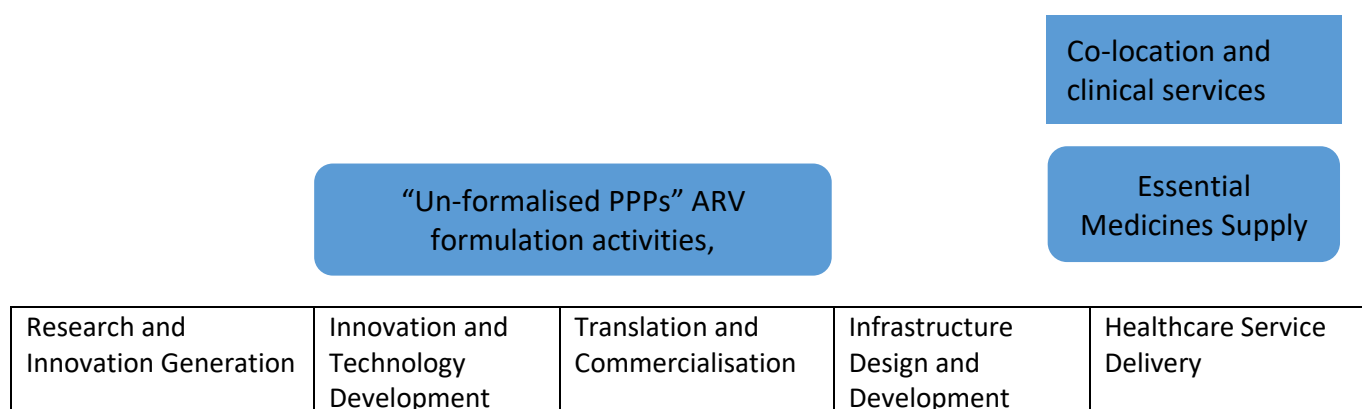 Co-location and
clinical services
Essential
Medicines Supply
“Un-formalised PPPs” ARV
formulation activities,
Research and
Innovation Generation
Innovation and
Technology
Development
Translation and
Commercialisation
Infrastructure
Design and
Development
Healthcare Service
Delivery